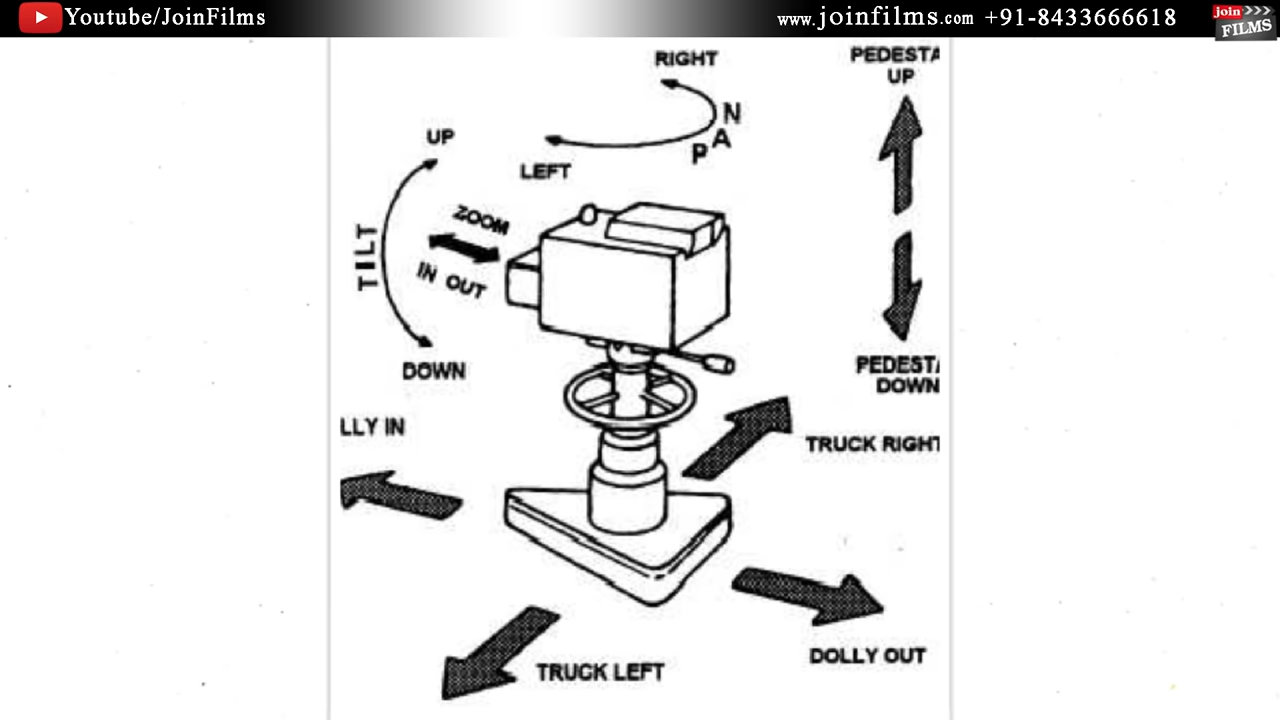 Youtube/JoinFilms
www.joinfilms.com +91-8433666618
join
FILMS
RIGHT
PEDESTA
UP
PAN
UP
LEFT
ZOOM
IN OUT
TILT
DOWN
PEDESTA
DOWN
LLY IN
TRUCK RIGHT
DOLLY OUT
TRUCK LEFT